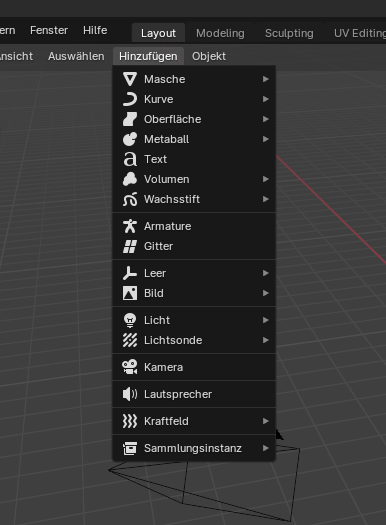 ern Fenster Hilfe Layout Modeling Sculpting UV Editing
nsicht Auswählen Hinzufügen Objekt
Masche
Kurve
Oberfläche
Metaball
Text
Volumen
Wachsstift
Armature
Gitter
Leer
Bild
Licht
Lichtsonde
Kamera
Lautsprecher
Kraftfeld
Sammlungsinstanz